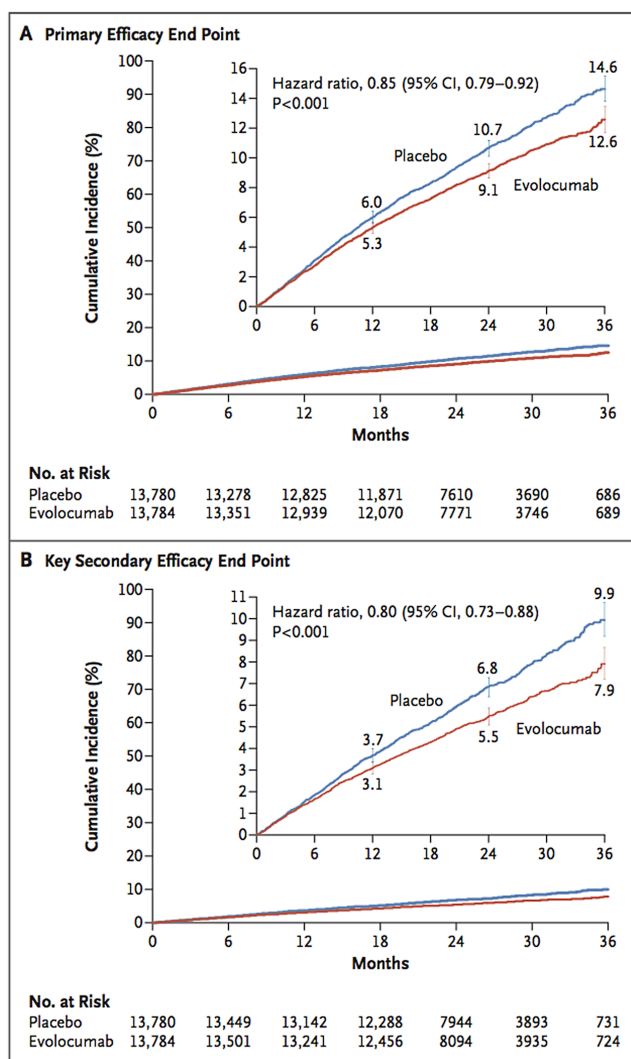 A Primary Efficacy End Point
Cumulative Incidence (%)
100
90
80
70
60
50
40
30
20
10
0
16
14
12
10
8
6
4
2
0
Hazard ratio, 0.85 (95% CI, 0.79–0.92)
P<0.001
14.6
10.7
Placebo
12.6
6.0
9.1
Evolocumab
5.3
0 6 12 18 24 30 36
0 6 12 18 24 30 36
Months
No. at Risk
Placebo 13,780 13,278 12,825 11,871 7610 3690 686
Evolocumab 13,784 13,351 12,939 12,070 7771 3746 689
B Key Secondary Efficacy End Point
Cumulative Incidence (%)
100
90
80
70
60
50
40
30
20
10
0
11
10
9
8
7
6
5
4
3
2
1
0
Hazard ratio, 0.80 (95% CI, 0.73–0.88)
P<0.001
9.9
6.8
Placebo
7.9
3.7
5.5
Evolocumab
3.1
0 6 12 18 24 30 36
0 6 12 18 24 30 36
Months
No. at Risk
Placebo 13,780 13,449 13,142 12,288 7944 3893 731
Evolocumab 13,784 13,501 13,241 12,456 8094 3935 724